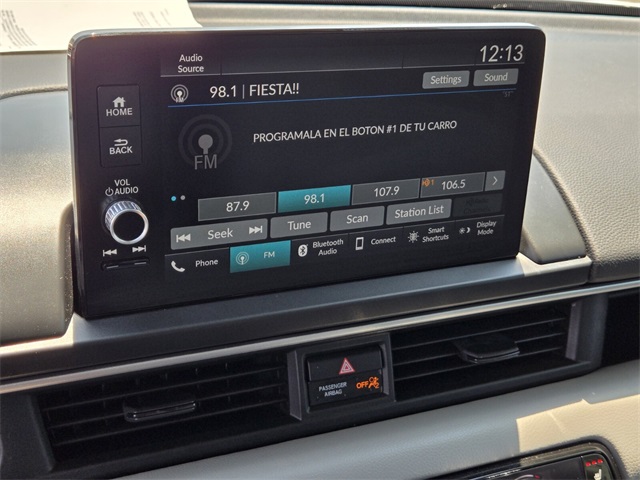 Audio
Source
12:13
98.1 | FIESTA!!
Settings
Sound
HOME
BACK
VOL
AUDIO
FM
PROGRAMALA EN EL BOTON #1 DE TU CARRO
87.9
98.1
107.9
1 106.5
Seek
Tune
Scan
Station List
Phone
FM
Bluetooth
Audio
Connect
Smart
Shortcuts
Display
Mode
PASSENGER
AIRBAG
OFF